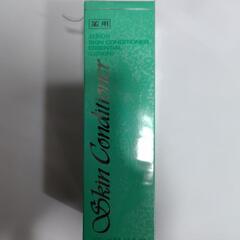 薬用
SKIN CONDITIONER
ESSENTIAL
Skin Conditioner